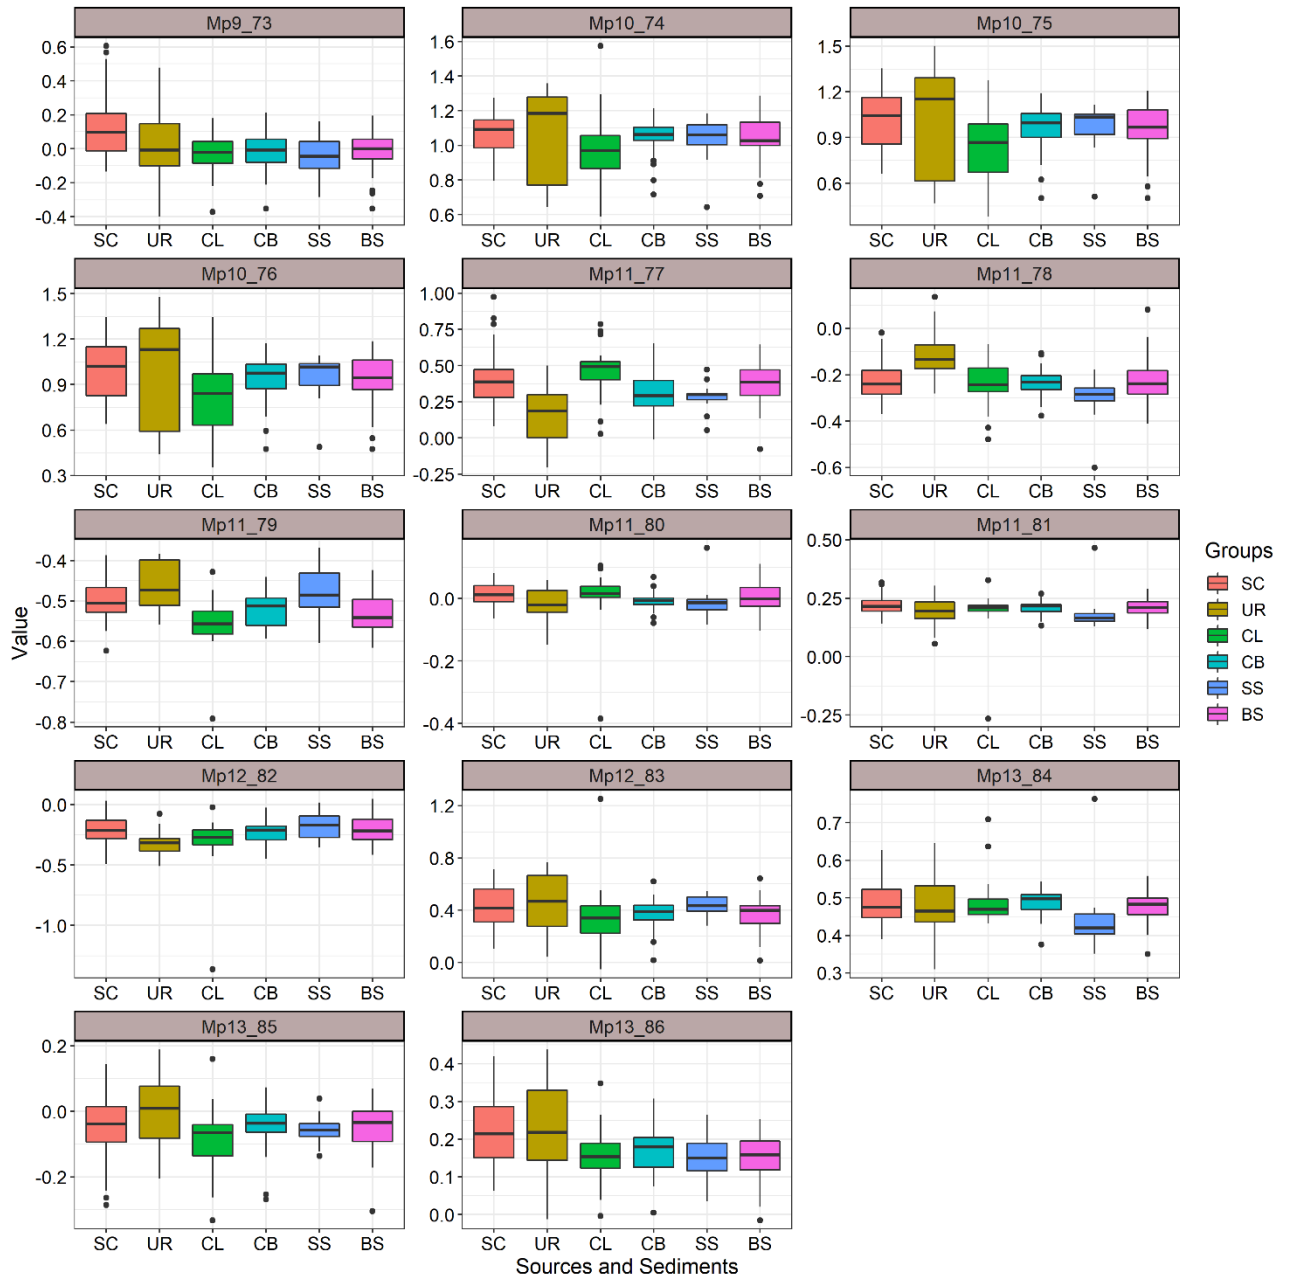 Mp9_73
Mp10_74
Mp10_75
0.6
0.4
0.2
0.0
-0.2
-0.4
SC UR CL CB SS BS
1.6
1.4
1.2
1.0
0.8
0.6
SC UR CL CB SS BS
1.5
1.2
0.9
0.6
SC UR CL CB SS BS
Mp10_76
Mp11_77
Mp11_78
1.5
1.2
0.9
0.6
0.3
SC UR CL CB SS BS
1.00
0.75
0.50
0.25
0.00
-0.25
SC UR CL CB SS BS
0.0
-0.2
-0.4
-0.6
SC UR CL CB SS BS
Mp11_79
Mp11_80
Mp11_81
-0.4
-0.5
-0.6
-0.7
-0.8
SC UR CL CB SS BS
0.0
-0.2
-0.4
SC UR CL CB SS BS
0.50
0.25
0.00
-0.25
SC UR CL CB SS BS
Mp12_82
Mp12_83
Mp13_84
0.0
-0.5
-1.0
SC UR CL CB SS BS
1.2
0.8
0.4
0.0
SC UR CL CB SS BS
0.7
0.6
0.5
0.4
0.3
SC UR CL CB SS BS
Mp13_85
Mp13_86
0.2
0.0
-0.2
SC UR CL CB SS BS
0.4
0.3
0.2
0.1
0.0
SC UR CL CB SS BS
Value
Sources and Sediments
Groups
SC
UR
CL
CB
SS
BS